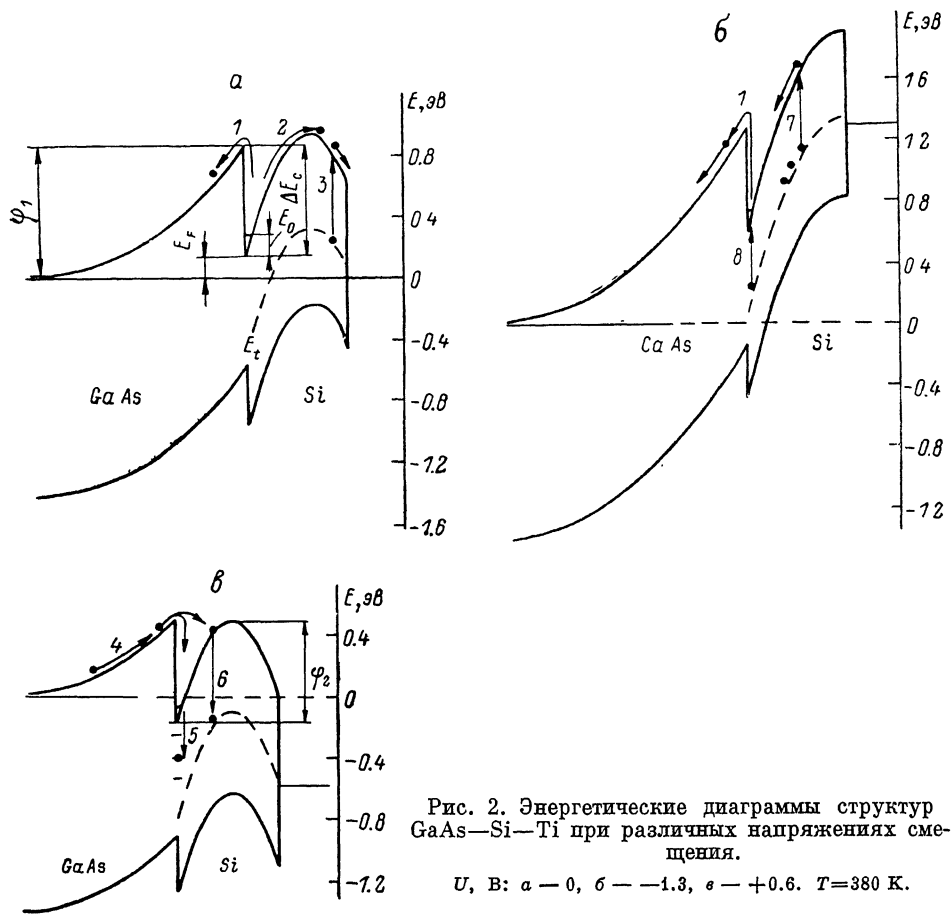 а
E, эВ
1
2
0.8
φ1
EF
E0
ΔEc
3
0.4
0
Et
-0.4
GaAs
Si
-0.8
-1.2
-1.6
б
E, эВ
1.6
1
7
1.2
0.8
8
0.4
0
CaAs
Si
-0.4
-0.8
-1.2
в
E, эВ
4
0.4
6
φ2
0
5
-0.4
-0.8
GaAs
Si
-1.2
Рис. 2. Энергетические диаграммы структур
GaAs—Si—Ti при различных напряжениях сме-
щения.
U, В: а — 0, б — —1.3, в — +0.6. T=380 К.